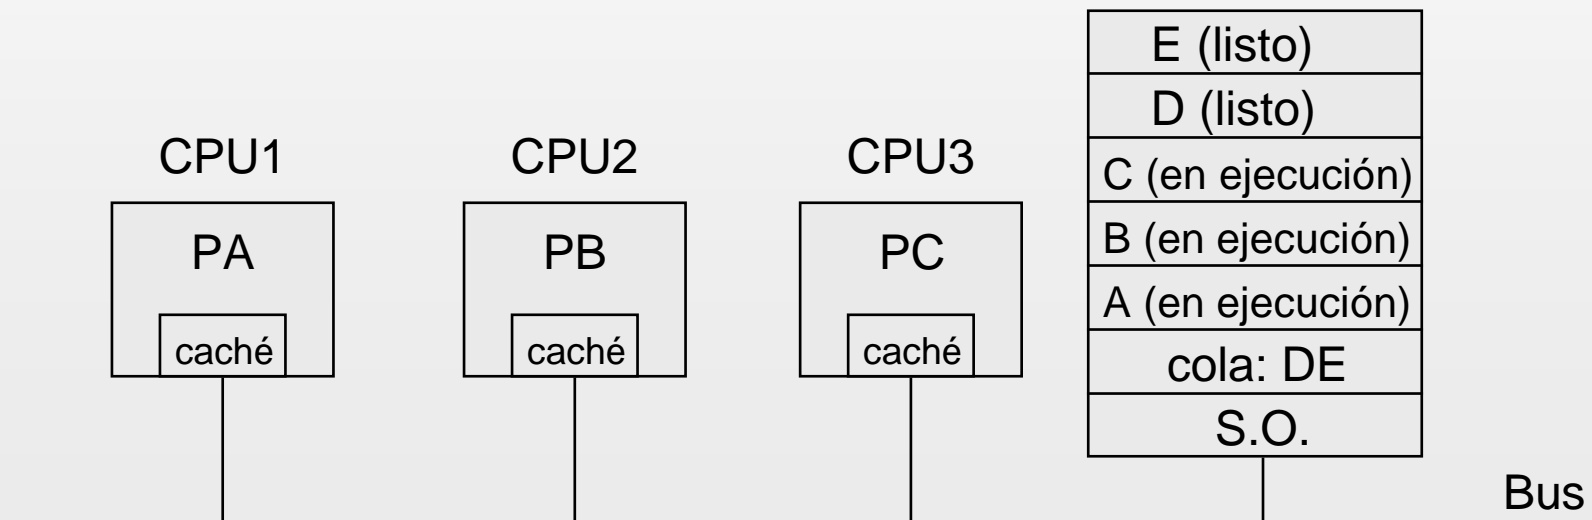 CPU1
PA
caché
CPU2
PB
caché
CPU3
PC
caché
E (listo)
D (listo)
C (en ejecución)
B (en ejecución)
A (en ejecución)
cola: DE
S.O.
Bus